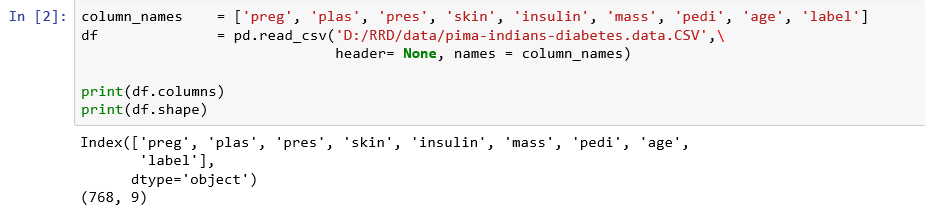 In [2]: column_names    = ['preg', 'plas', 'pres', 'skin', 'insulin', 'mass', 'pedi', 'age', 'label']
df              = pd.read_csv('D:/RRD/data/pima-indians-diabetes.data.CSV',\
header= None, names = column_names)
print(df.columns)
print(df.shape)
Index(['preg', 'plas', 'pres', 'skin', 'insulin', 'mass', 'pedi', 'age',
'label'],
dtype='object')
(768, 9)